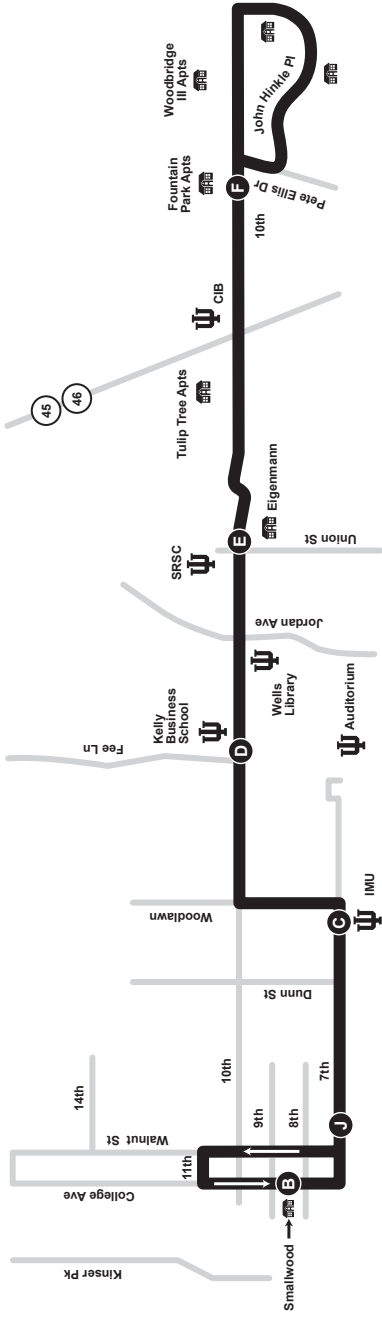 45
46
Woodbridge
III Apts
Fountain
Park Apts
John Hinkle Pl
F
Pete Ellis Dr
10th
CIB
Tulip Tree Apts
Eigenmann
E
SRSC
Union St
Jordan Ave
Wells
Library
Auditorium
Kelly
Business
School
D
Fee Ln
Woodlawn
C
IMU
Dunn St
14th
10th
9th
8th
7th
Walnut St
11th
College Ave
J
B
Smallwood
Kinser Pk